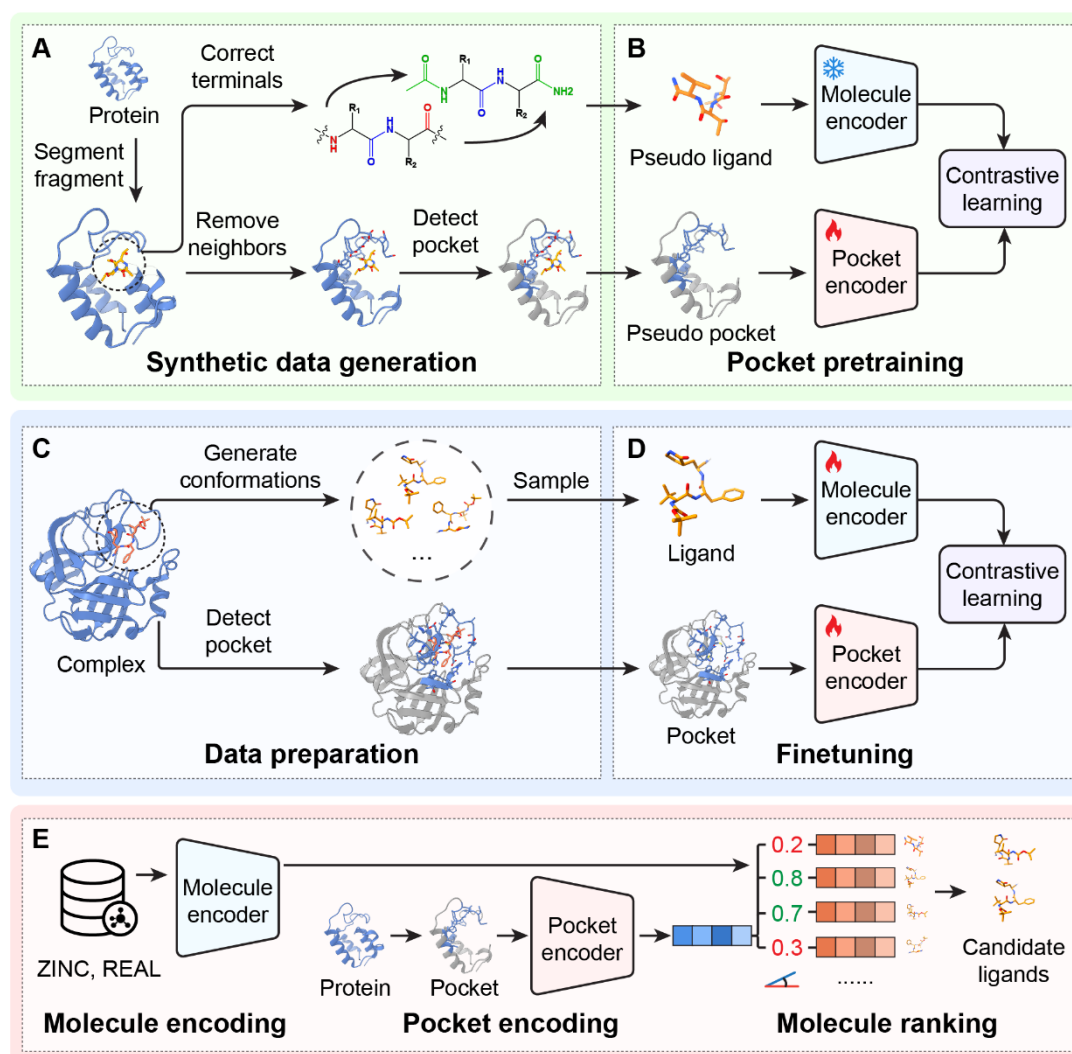 A
Protein
Correct
terminals
O
R1
H
N
O
N
H
O
R2
NH2
R1
H
N
O
N
H
O
R2
Segment
fragment
Remove
neighbors
Detect
pocket
Synthetic data generation
B
Pseudo ligand
Molecule
encoder
Contrastive
learning
Pseudo pocket
Pocket
encoder
Pocket pretraining
C
Generate
conformations
...
Sample
Complex
Detect
pocket
Data preparation
D
Ligand
Molecule
encoder
Contrastive
learning
Pocket
Pocket
encoder
Finetuning
E
ZINC, REAL
Molecule
encoder
Molecule encoding
Protein
Pocket
Pocket
encoder
Pocket encoding
0.2
0.8
0.7
0.3
......
Candidate
ligands
Molecule ranking